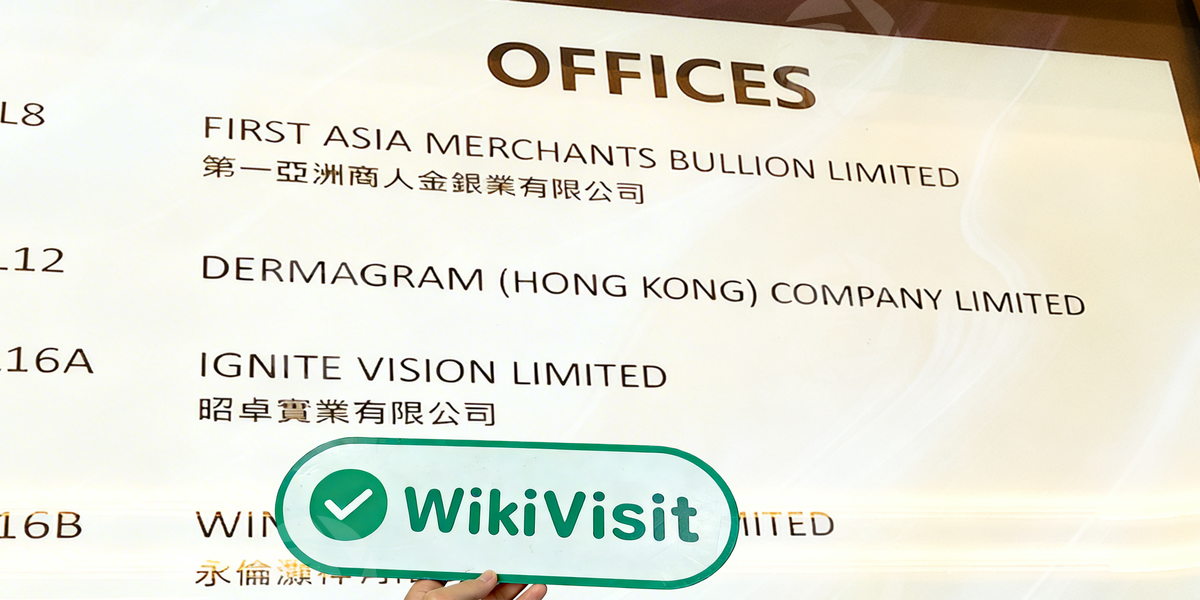 OFFICES
L8 FIRST ASIA MERCHANTS BULLION LIMITED
第一亞洲商人金銀業有限公司
L12 DERMAGRAM (HONG KONG) COMPANY LIMITED
16A IGNITE VISION LIMITED
昭卓實業有限公司
16B
WikiVisit
永倫